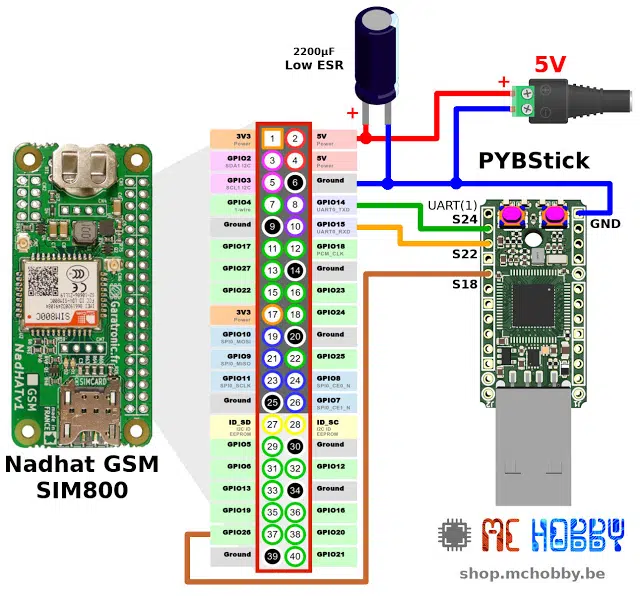 2200µF
Low ESR
+
5V
+
PYBStick
UART(1)
S24
S22
S18
GND
3V3
Power
1
2
5V
Power
GPIO2
SDA1 I2C
3
4
5V
Power
GPIO3
SCL1 I2C
5
6
Ground
GPIO4
1-wire
7
8
GPIO14
UART0_TXD
Ground
9
10
GPIO15
UART0_RXD
GPIO17
11
12
GPIO18
PCM_CLK
GPIO27
13
14
Ground
GPIO22
15
16
GPIO23
3V3
Power
17
18
GPIO24
GPIO10
SPI0_MOSI
19
20
Ground
GPIO9
SPI0_MISO
21
22
GPIO25
GPIO11
SPI0_SCLK
23
24
GPIO8
SPI0_CE0_N
Ground
25
26
GPIO7
SPI0_CE1_N
ID_SD
I2C ID
EEPROM
27
28
ID_SC
I2C ID
EEPROM
GPIO5
29
30
Ground
GPIO6
31
32
GPIO12
GPIO13
33
34
Ground
GPIO19
35
36
GPIO16
GPIO26
37
38
GPIO20
Ground
39
40
GPIO21
SIM800C
Garatronic.fr
NadHATv1
GSM
SIMCARD
made in
FRANCE
Nadhat GSM
SIM800
MC HOBBY
shop.mchobby.be